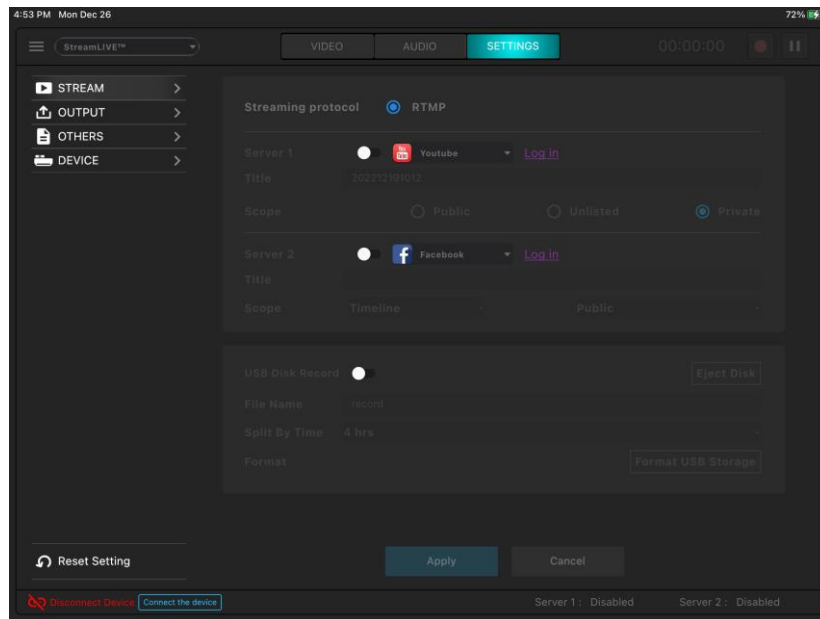 4:53 PM Mon Dec 26 72%
StreamLIVE™ VIDEO AUDIO SETTINGS 00:00:00
STREAM
OUTPUT
OTHERS
DEVICE
Streaming protocol RTMP
Server 1 You Tube Youtube Log in
Title 202212191012
Scope Public Unlisted Private
Server 2 Facebook Log in
Title
Scope Timeline Public
USB Disk Record Eject Disk
File Name record
Split By Time 4 hrs
Format Format USB Storage
Reset Setting Apply Cancel
Disconnect Device Connect the device Server 1 : Disabled Server 2 : Disabled